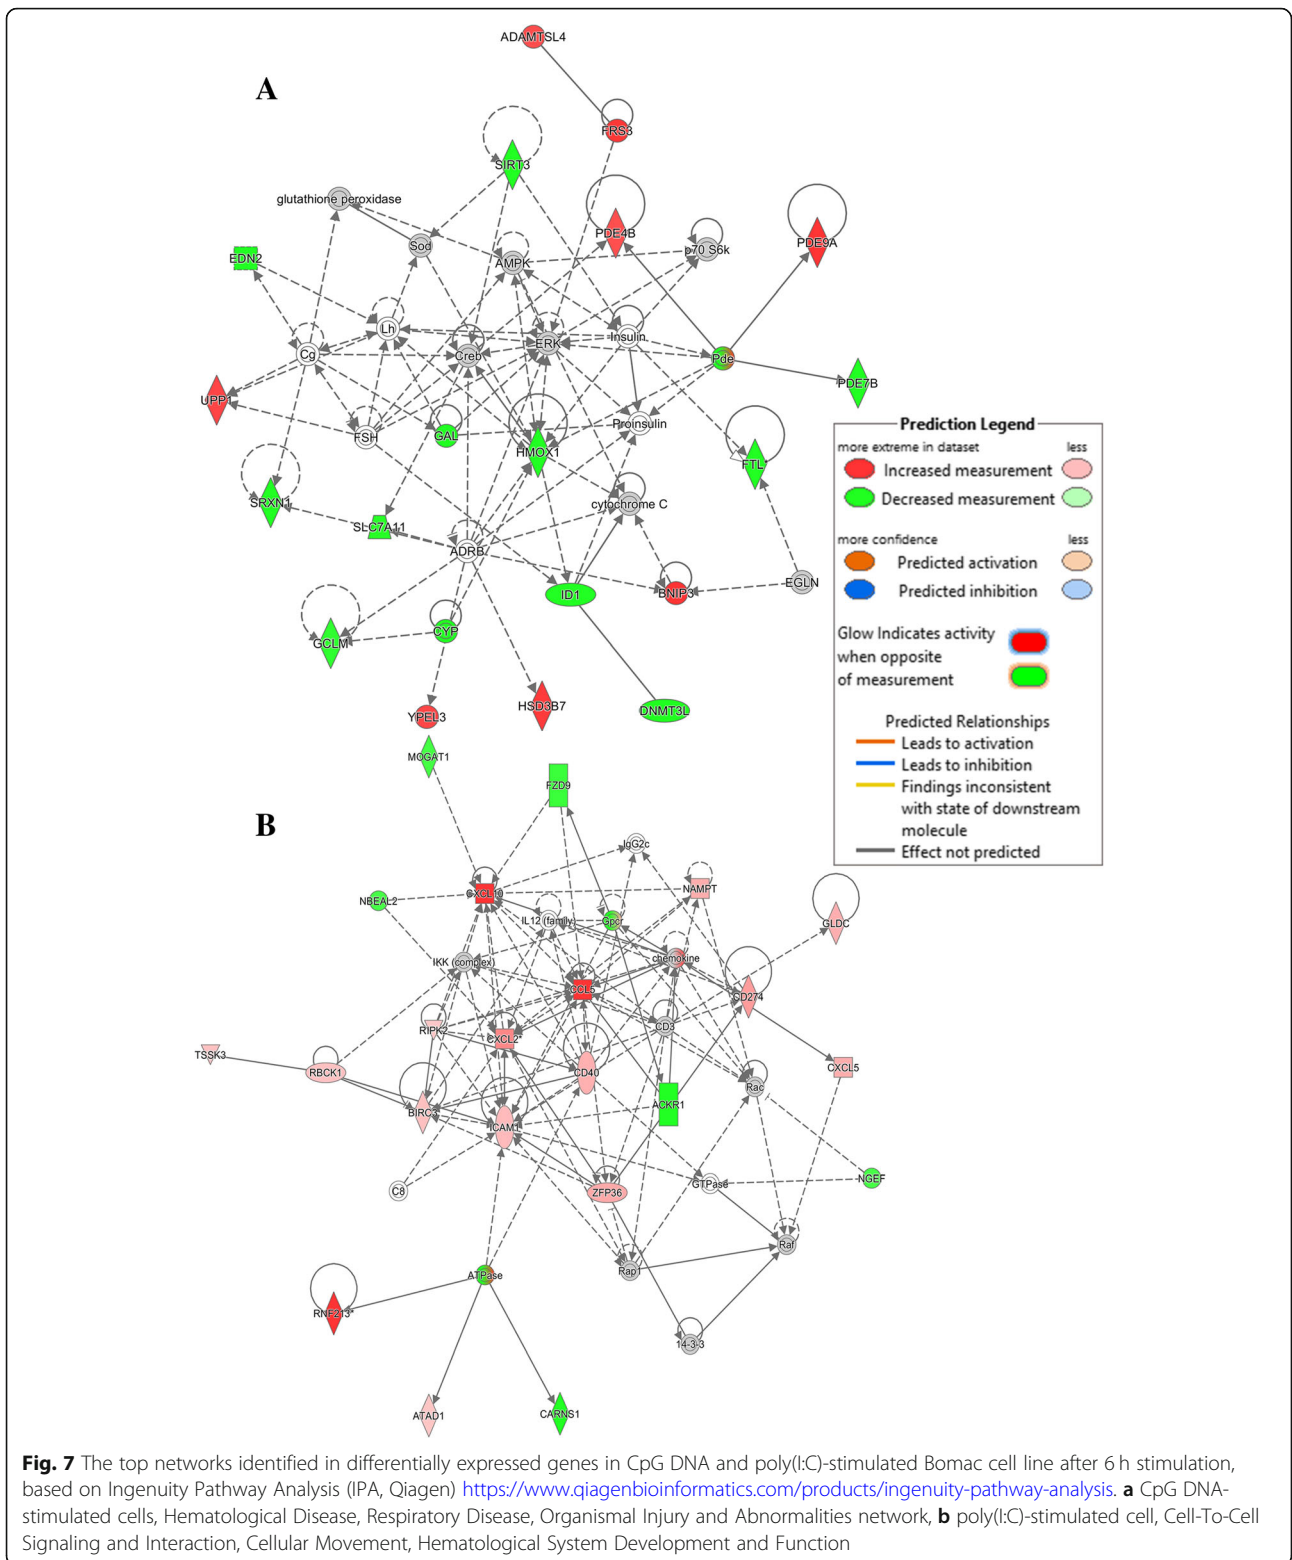 ADAMTSL4
A
FRS3
SIRT3
glutathione peroxidase
PDE4B
PDE9A
Sod
p70 S6k
EDN2
AMPK
Lh
Insulin
ERK
Cg
Creb
Pde
PDE7B
UPP1
Proinsulin
FSH
GAL
HMOX1
FTL*
SRXN1
cytochrome C
SLC7A11
ADRB
EGLN
ID1
BNIP3
CYP
GCLM
HSD3B7
DNMT3L
YPEL3
Prediction Legend
more extreme in dataset less
Increased measurement
Decreased measurement
more confidence less
Predicted activation
Predicted inhibition
Glow Indicates activity
when opposite
of measurement
Predicted Relationships
Leads to activation
Leads to inhibition
Findings inconsistent
with state of downstream
molecule
Effect not predicted
MOGAT1
FZD9
B
IgG2c
CXCL10
NAMPT
NBEAL2
IL12 (family)
Gpcr
GLDC
IKK (complex)
chemokine
CCL5
CD274
RIPK2
CD3
CXCL2*
TSSK3
RBCK1
CD40
CXCL5
Rac
BIRC3
ACKR1
ICAM1
C8
ZFP36
GTPase
NGEF
Raf
ATPase
Rap1
RNF213*
14-3-3
ATAD1
CARNS1
Fig. 7 The top networks identified in differentially expressed genes in CpG DNA and poly(I:C)-stimulated Bomac cell line after 6 h stimulation,
based on Ingenuity Pathway Analysis (IPA, Qiagen) https://www.qiagenbioinformatics.com/products/ingenuity-pathway-analysis. a CpG DNA-
stimulated cells, Hematological Disease, Respiratory Disease, Organismal Injury and Abnormalities network, b poly(I:C)-stimulated cell, Cell-To-Cell
Signaling and Interaction, Cellular Movement, Hematological System Development and Function